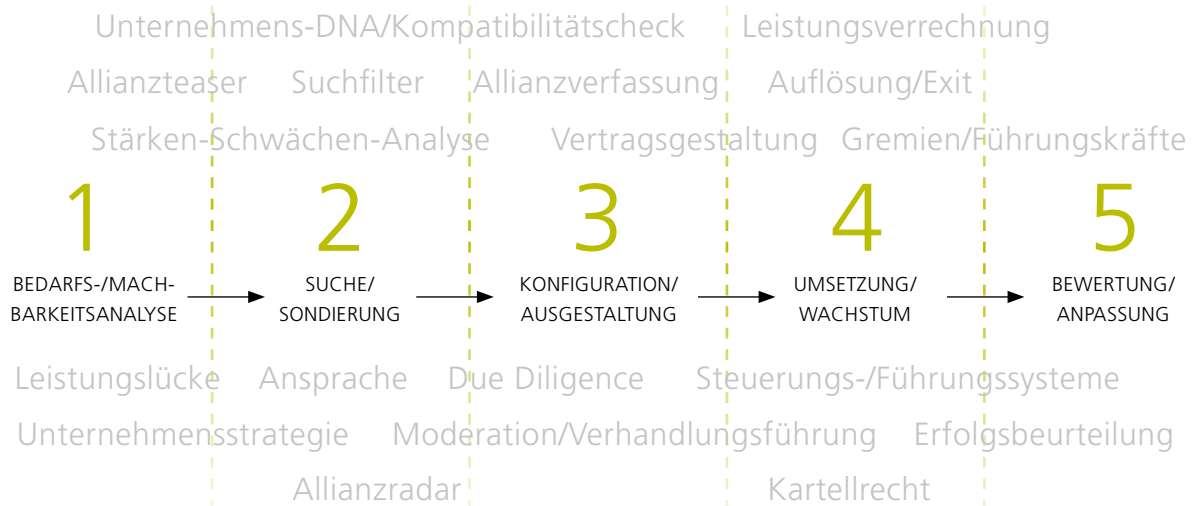 Unternehmens-DNA/Kompatibilitätscheck Leistungsverrechnung
Allianzteaser Suchfilter Allianzverfassung Auflösung/Exit
Stärken-Schwächen-Analyse Vertragsgestaltung Gremien/Führungskräfte
1 2 3 4 5
BEDARFS-/MACH- SUCHE/ KONFIGURATION/ UMSETZUNG/ BEWERTUNG/
BARKEITSANALYSE SONDIERUNG AUSGESTALTUNG WACHSTUM ANPASSUNG
Leistungslücke Ansprache Due Diligence Steuerungs-/Führungssysteme
Unternehmensstrategie Moderation/Verhandlungsführung Erfolgsbeurteilung
Allianzradar Kartellrecht